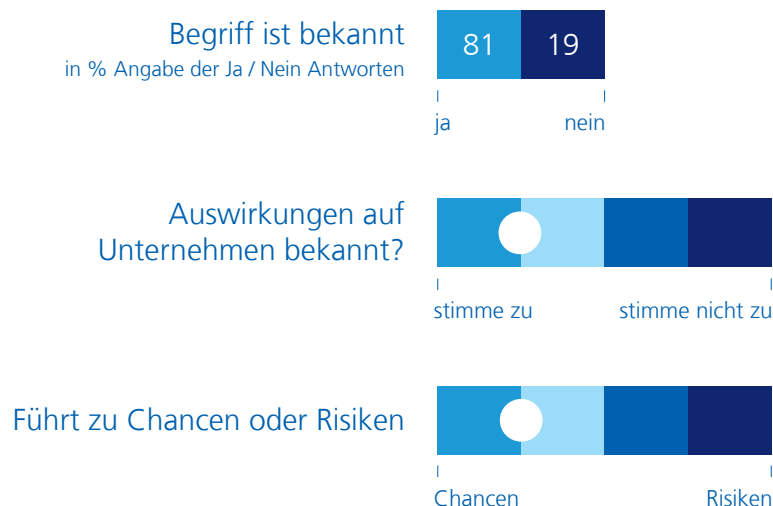 Begriff ist bekannt
in % Angabe der Ja / Nein Antworten
81 19
ja nein
Auswirkungen auf
Unternehmen bekannt?
stimme zu stimme nicht zu
Führt zu Chancen oder Risiken
Chancen Risiken